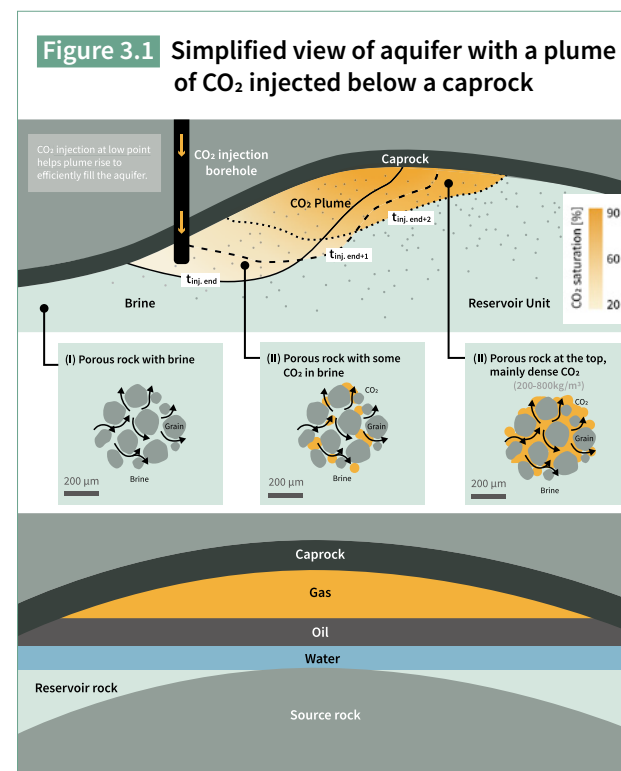 Figure 3.1 Simplified view of aquifer with a plume
of CO₂ injected below a caprock
CO₂ injection at low point
helps plume rise to
efficiently fill the aquifer.
CO₂ injection
borehole
Caprock
CO₂ Plume
t inj. end+2
t inj. end+1
t inj. end
Brine
Reservoir Unit
CO₂ saturation [%]
90
60
20
(I) Porous rock with brine
Grain
Brine
200 µm
(II) Porous rock with some
CO₂ in brine
CO₂
Grain
Brine
200 µm
(II) Porous rock at the top,
mainly dense CO₂
(200-800kg/m³)
CO₂
Grain
Brine
200 µm
Caprock
Gas
Oil
Water
Reservoir rock
Source rock